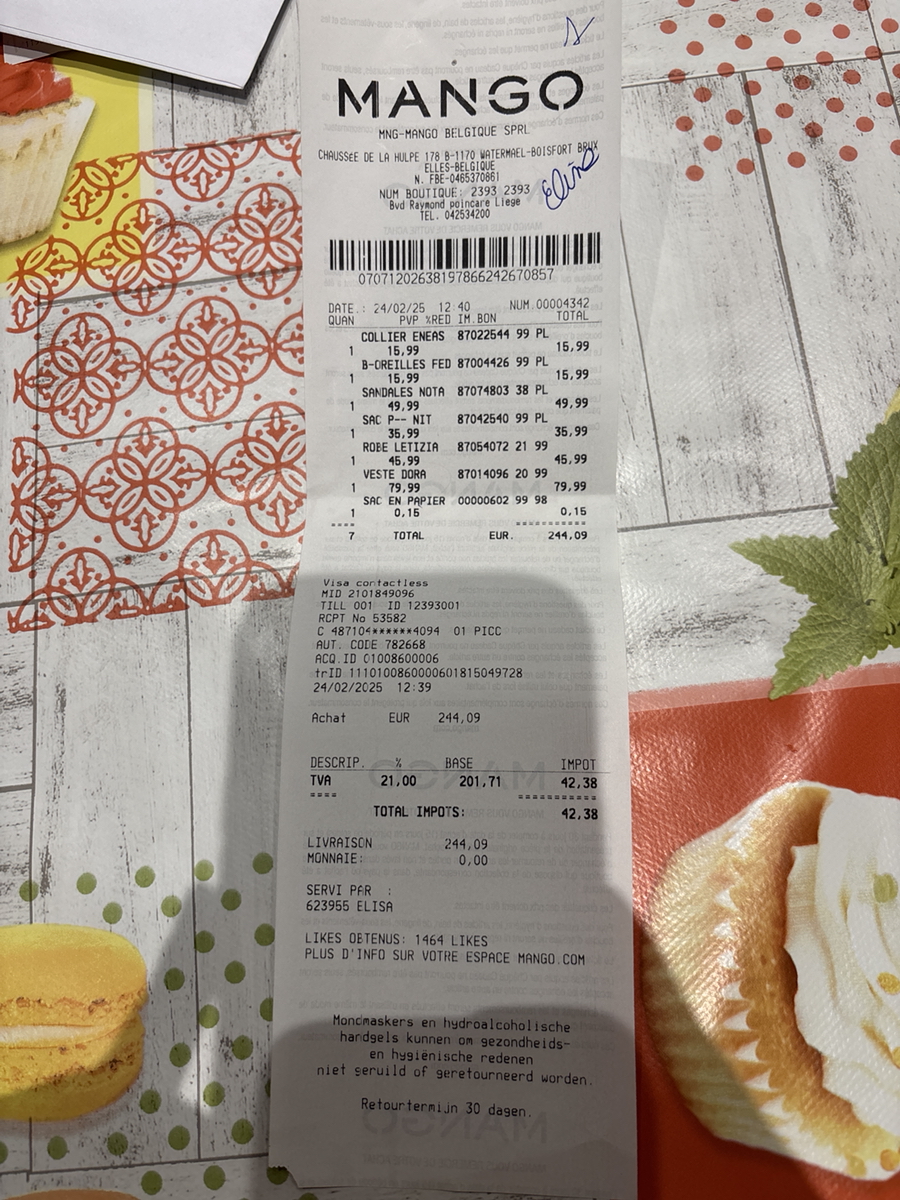 MANGO
MNG-MANGO BELGIQUE SPRL
CHAUSSéE DE LA HULPE 178 B-1170 WATERMAEL-BOISFORT BRUX
ELLES-BELGIQUE
N. FBE-0465370861
NUM BOUTIQUE: 2393 2393
Bvd Raymond poincare Liege
TEL. 042534200
Elina
07071202638197866242670857
DATE.: 24/02/25 12:40 NUM.00004342
QUAN PVP %RED IM.BON TOTAL
COLLIER ENEAS 87022544 99 PL
1 15,99 15,99
B-OREILLES FED 87004426 99 PL
1 15,99 15,99
SANDALES NOTA 87074803 38 PL
1 49,99 49,99
SAC P-- NIT 87042540 99 PL
1 35,99 35,99
ROBE LETIZIA 87054072 21 99
1 45,99 45,99
VESTE DORA 87014096 20 99
1 79,99 79,99
SAC EN PAPIER 00000602 99 98
1 0,15 0,15
==== ===========
7 TOTAL EUR. 244,09
Visa contactless
MID 2101849096
TILL 001 ID 12393001
RCPT No 53582
C 487104******4094 01 PICC
AUT. CODE 782668
ACQ.ID 01008600006
trID 1110100860000601815049728
24/02/2025 12:39
Achat EUR 244,09
DESCRIP. % BASE IMPOT
TVA 21,00 201,71 42,38
==== ===========
TOTAL IMPOTS: 42,38
LIVRAISON 244,09
MONNAIE: 0,00
SERVI PAR :
623955 ELISA
LIKES OBTENUS: 1464 LIKES
PLUS D'INFO SUR VOTRE ESPACE MANGO.COM
Mondmaskers en hydroalcoholische
handgels kunnen om gezondheids-
en hygiënische redenen
niet geruild of geretourneerd worden.
Retourtermijn 30 dagen.